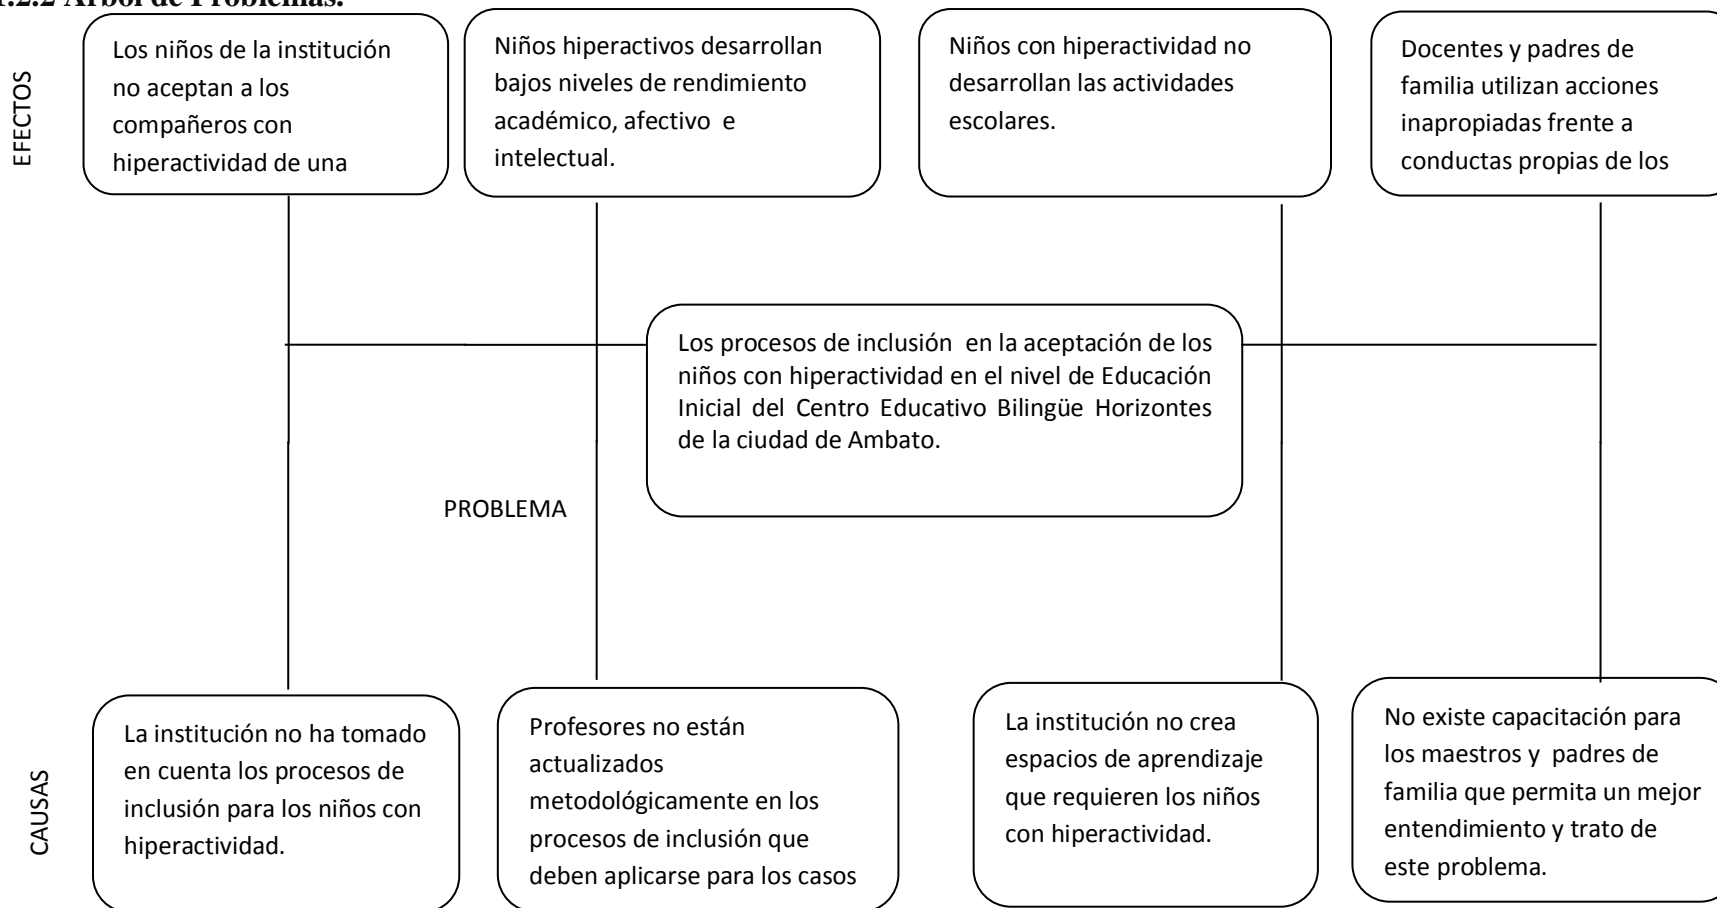 1.2.2 Árbol de Problemas.
EFECTOS
Los niños de la institución
no aceptan a los
compañeros con
hiperactividad de una
Niños hiperactivos desarrollan
bajos niveles de rendimiento
académico, afectivo e
intelectual.
Niños con hiperactividad no
desarrollan las actividades
escolares.
Docentes y padres de
familia utilizan acciones
inapropiadas frente a
conductas propias de los
Los procesos de inclusión en la aceptación de los
niños con hiperactividad en el nivel de Educación
Inicial del Centro Educativo Bilingüe Horizontes
de la ciudad de Ambato.
PROBLEMA
CAUSAS
La institución no ha tomado
en cuenta los procesos de
inclusión para los niños con
hiperactividad.
Profesores no están
actualizados
metodológicamente en los
procesos de inclusión que
deben aplicarse para los casos
La institución no crea
espacios de aprendizaje
que requieren los niños
con hiperactividad.
No existe capacitación para
los maestros y padres de
familia que permita un mejor
entendimiento y trato de
este problema.